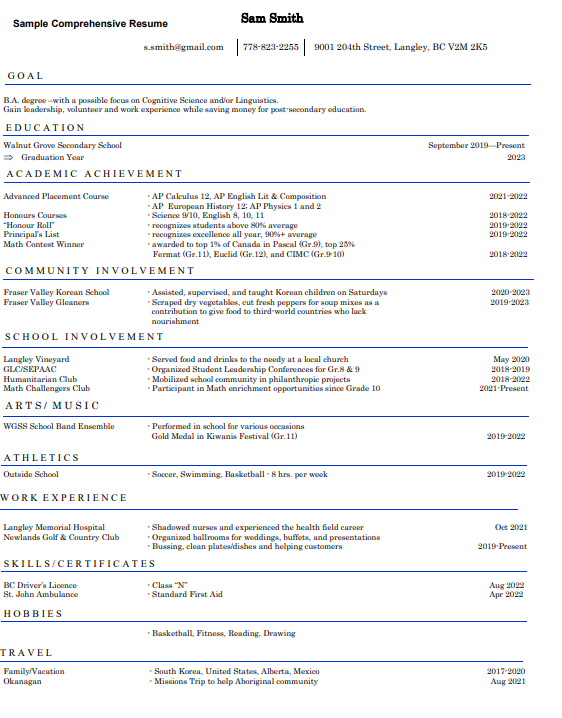 Sample Comprehensive Resume
Sam Smith
s.smith@gmail.com | 778-823-2255 | 9001 204th Street, Langley, BC V2M 2K5
GOAL
B.A. degree –with a possible focus on Cognitive Science and/or Linguistics.
Gain leadership, volunteer and work experience while saving money for post-secondary education.
EDUCATION
Walnut Grove Secondary School September 2019—Present
⇒ Graduation Year 2023
ACADEMIC ACHIEVEMENT
Advanced Placement Course · AP Calculus 12, AP English Lit & Composition 2021-2022
· AP European History 12; AP Physics 1 and 2
Honours Courses · Science 9/10, English 8, 10, 11 2018-2022
"Honour Roll" · recognizes students above 80% average 2019-2022
Principal's List · recognizes excellence all year, 90%+ average 2019-2022
Math Contest Winner · awarded to top 1% of Canada in Pascal (Gr.9), top 25%
Fermat (Gr.11), Euclid (Gr.12), and CIMC (Gr.9-10) 2018-2022
COMMUNITY INVOLVEMENT
Fraser Valley Korean School · Assisted, supervised, and taught Korean children on Saturdays 2020-2023
Fraser Valley Gleaners · Scraped dry vegetables, cut fresh peppers for soup mixes as a 2019-2023
contribution to give food to third-world countries who lack
nourishment
SCHOOL INVOLVEMENT
Langley Vineyard · Served food and drinks to the needy at a local church May 2020
GLC/SEPAAC · Organized Student Leadership Conferences for Gr.8 & 9 2018-2019
Humanitarian Club · Mobilized school community in philanthropic projects 2018-2022
Math Challengers Club · Participant in Math enrichment opportunities since Grade 10 2021-Present
ARTS/ MUSIC
WGSS School Band Ensemble · Performed in school for various occasions
Gold Medal in Kiwanis Festival (Gr.11) 2019-2022
ATHLETICS
Outside School · Soccer, Swimming, Basketball - 8 hrs. per week 2019-2022
WORK EXPERIENCE
Langley Memorial Hospital · Shadowed nurses and experienced the health field career Oct 2021
Newlands Golf & Country Club · Organized ballrooms for weddings, buffets, and presentations
· Bussing, clean plates/dishes and helping customers 2019-Present
SKILLS/CERTIFICATES
BC Driver's Licence · Class "N" Aug 2022
St. John Ambulance · Standard First Aid Apr 2022
HOBBIES
· Basketball, Fitness, Reading, Drawing
TRAVEL
Family/Vacation · South Korea, United States, Alberta, Mexico 2017-2020
Okanagan · Missions Trip to help Aboriginal community Aug 2021